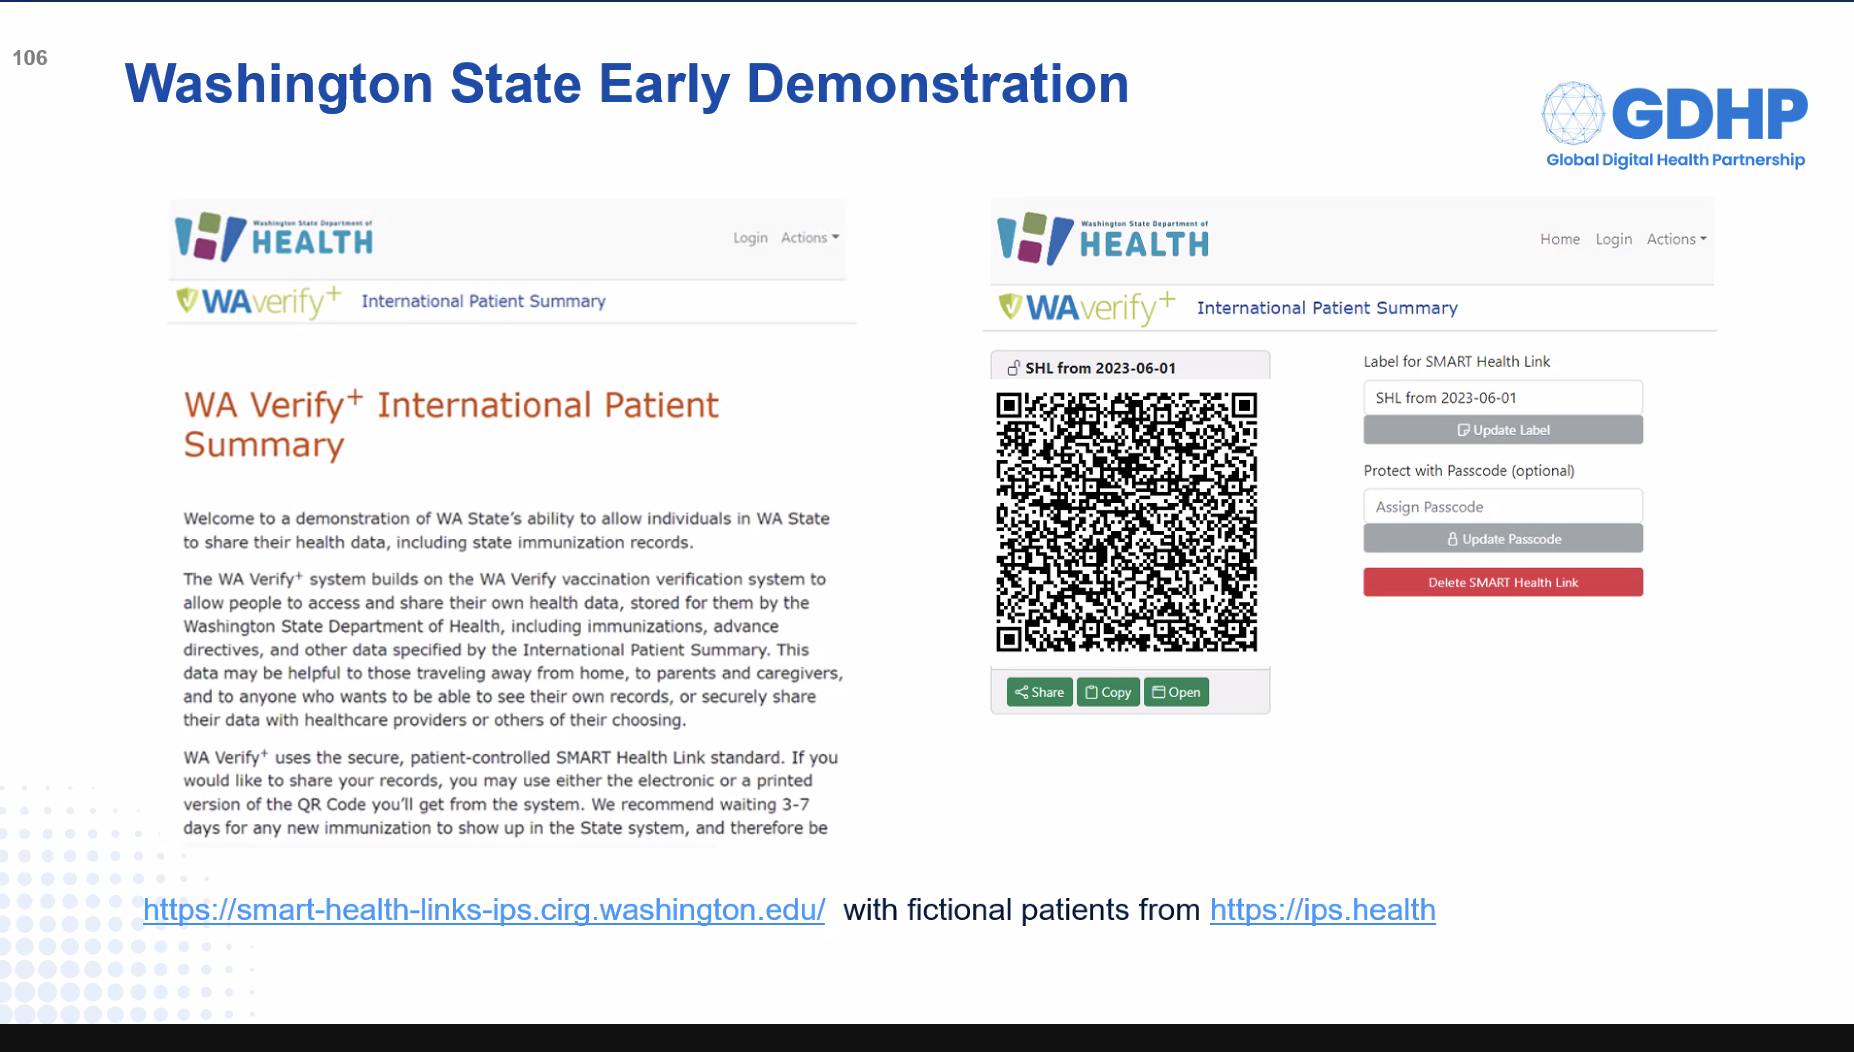 106
Washington State Early Demonstration
GDHP
Global Digital Health Partnership
Washington State Department of
HEALTH
Login Actions
WAverify+ International Patient Summary
WA Verify+ International Patient
Summary
Welcome to a demonstration of WA State's ability to allow individuals in WA State
to share their health data, including state immunization records.
The WA Verify+ system builds on the WA Verify vaccination verification system to
allow people to access and share their own health data, stored for them by the
Washington State Department of Health, including immunizations, advance
directives, and other data specified by the International Patient Summary. This
data may be helpful to those traveling away from home, to parents and caregivers,
and to anyone who wants to be able to see their own records, or securely share
their data with healthcare providers or others of their choosing.
WA Verify+ uses the secure, patient-controlled SMART Health Link standard. If you
would like to share your records, you may use either the electronic or a printed
version of the QR Code you'll get from the system. We recommend waiting 3-7
days for any new immunization to show up in the State system, and therefore be
Washington State Department of
HEALTH
Home Login Actions
WAverify+ International Patient Summary
SHL from 2023-06-01
Share Copy Open
Label for SMART Health Link
SHL from 2023-06-01
Update Label
Protect with Passcode (optional)
Assign Passcode
Update Passcode
Delete SMART Health Link
https://smart-health-links-ips.cirg.washington.edu/ with fictional patients from https://ips.health